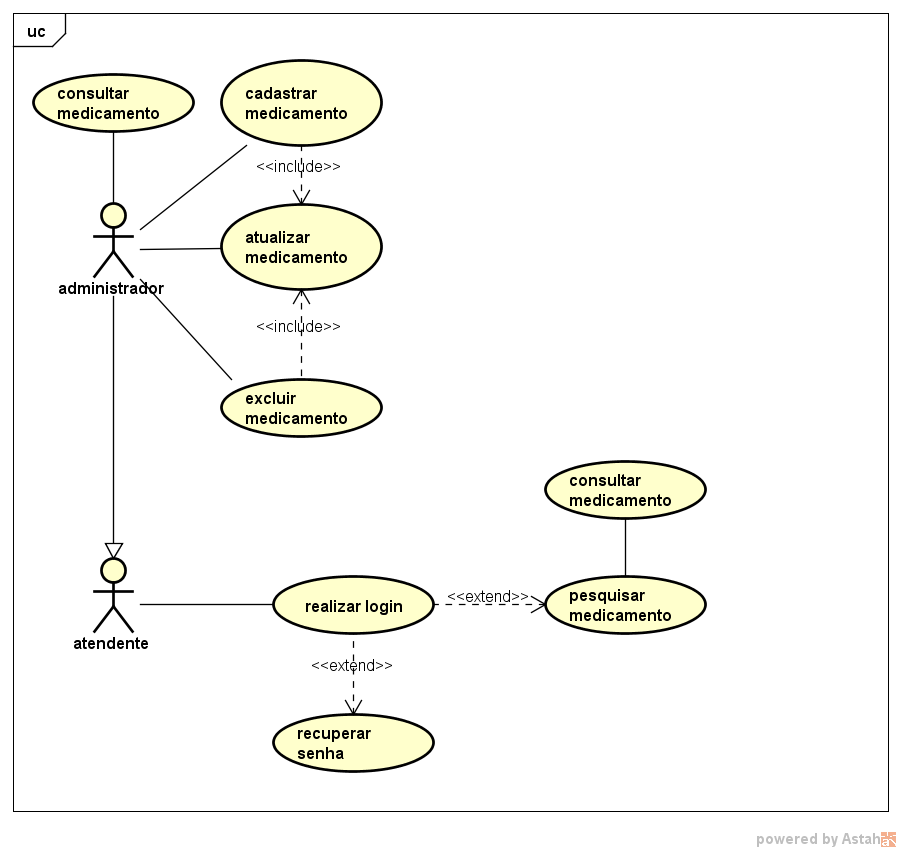 uc
consultar
medicamento
cadastrar
medicamento
<<include>>
atualizar
medicamento
administrador
<<include>>
excluir
medicamento
consultar
medicamento
atendente
realizar login
<<extend>>
pesquisar
medicamento
<<extend>>
recuperar
senha
powered by Astah